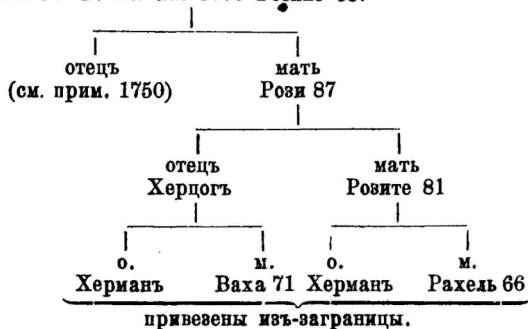 отецъ мать
(см. прим. 1750) Рози 87
отецъ мать
Херцогъ Розите 81
о. м. о. м.
Херманъ Ваха 71 Херманъ Рахель 66
привезены изъ-заграницы.